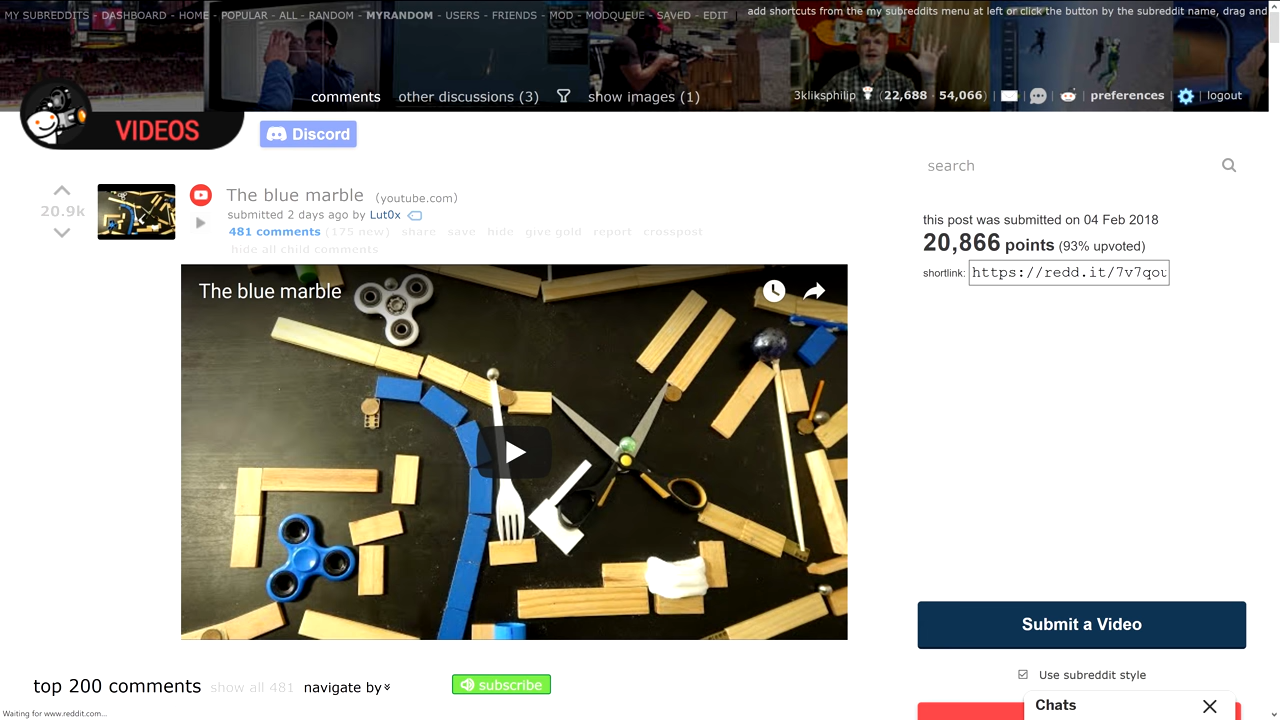 MY SUBREDDITS - DASHBOARD - HOME - POPULAR - ALL - RANDOM - MYRANDOM - USERS - FRIENDS - MOD - MODQUEUE - SAVED - EDIT
add shortcuts from the my subreddits menu at left or click the button by the subreddit name, drag and
comments other discussions (3) show images (1)
3kliksphilip (22,688 · 54,066) | | | | preferences | | logout
VIDEOS
Discord
search
The blue marble (youtube.com)
20.9k
submitted 2 days ago by Lut0x
481 comments (175 new) share save hide give gold report crosspost
hide all child comments
this post was submitted on 04 Feb 2018
20,866 points (93% upvoted)
shortlink: https://redd.it/7v7qou
The blue marble
Submit a Video
Use subreddit style
top 200 comments show all 481 navigate by
subscribe
Chats
Waiting for www.reddit.com...